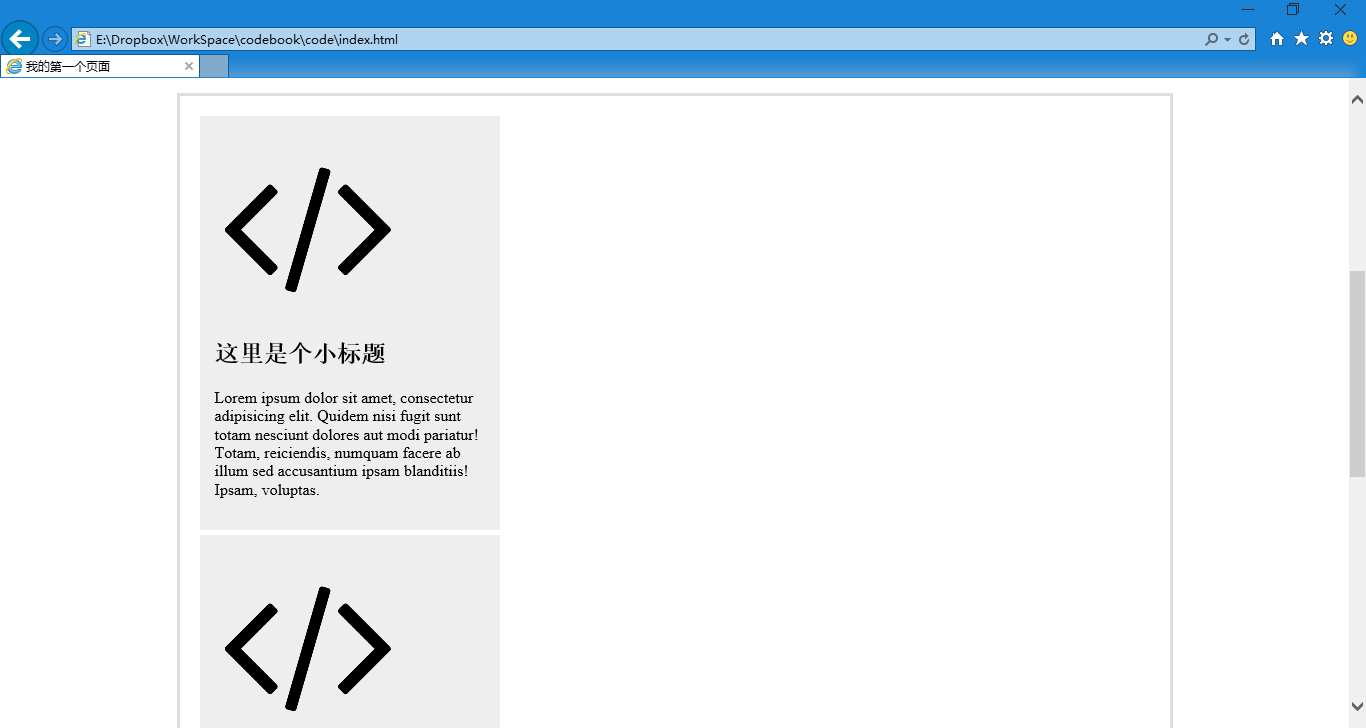 E:\Dropbox\WorkSpace\codebook\code\index.html
我的第一个页面
</>
这里是个小标题
Lorem ipsum dolor sit amet, consectetur
adipisicing elit. Quidem nisi fugit sunt
totam nesciunt dolores aut modi pariatur!
Totam, reiciendis, numquam facere ab
illum sed accusantium ipsam blanditiis!
Ipsam, voluptas.
</>